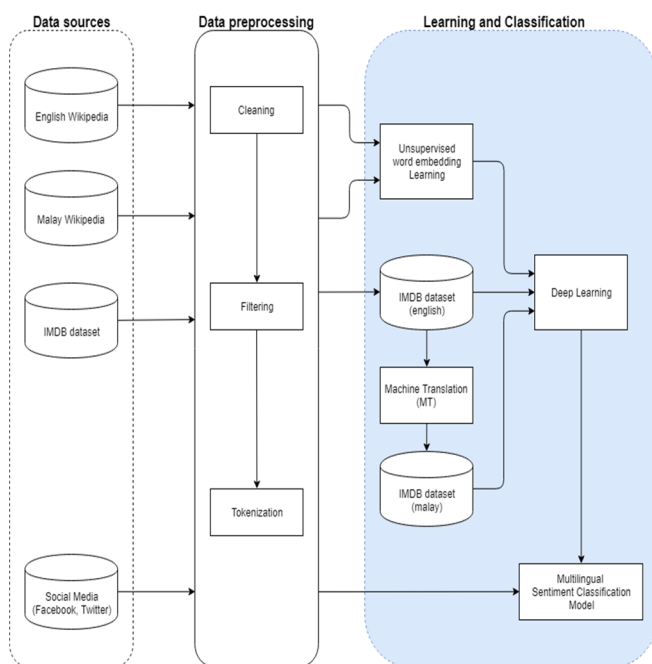 Data sources
Data preprocessing
Learning and Classification
English Wikipedia
Malay Wikipedia
IMDB dataset
Social Media
(Facebook, Twitter)
Cleaning
Filtering
Tokenization
Unsupervised
word embedding
Learning
IMDB dataset
(english)
Machine Translation
(MT)
IMDB dataset
(malay)
Deep Learning
Multilingual
Sentiment Classification
Model